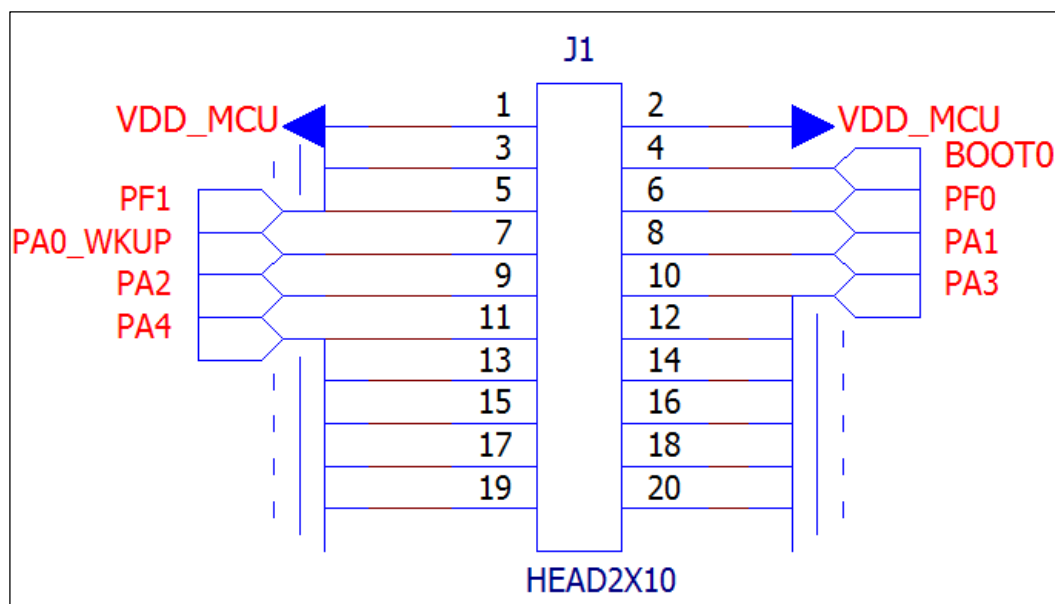 J1
VDD_MCU 1 2 VDD_MCU
3 4 BOOT0
PF1 5 6 PF0
PA0_WKUP 7 8 PA1
PA2 9 10 PA3
PA4 11 12
13 14
15 16
17 18
19 20
HEAD2X10